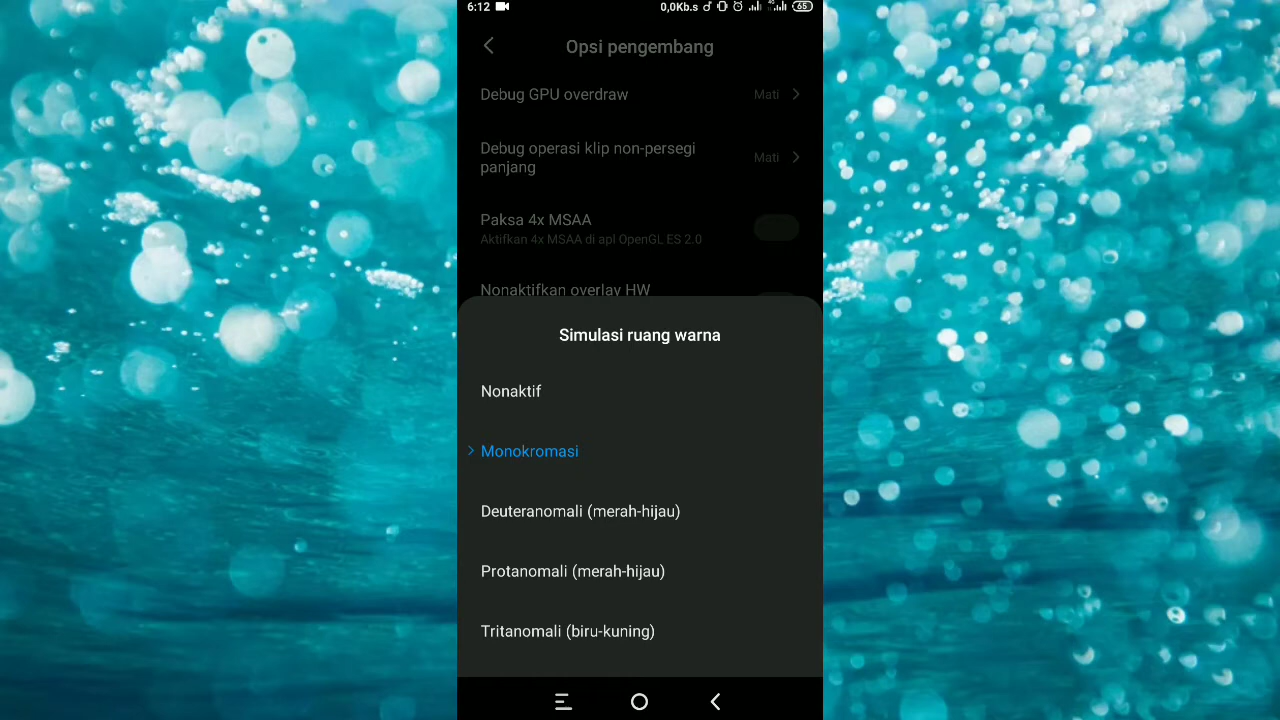 6:12 0,0Kb.s 4G 65
Opsi pengembang
Debug GPU overdraw Mati
Debug operasi klip non-persegi
panjang Mati
Paksa 4x MSAA
Aktifkan 4x MSAA di apl OpenGL ES 2.0
Nonaktifkan overlay HW
Simulasi ruang warna
Nonaktif
Monokromasi
Deuteranomali (merah-hijau)
Protanomali (merah-hijau)
Tritanomali (biru-kuning)